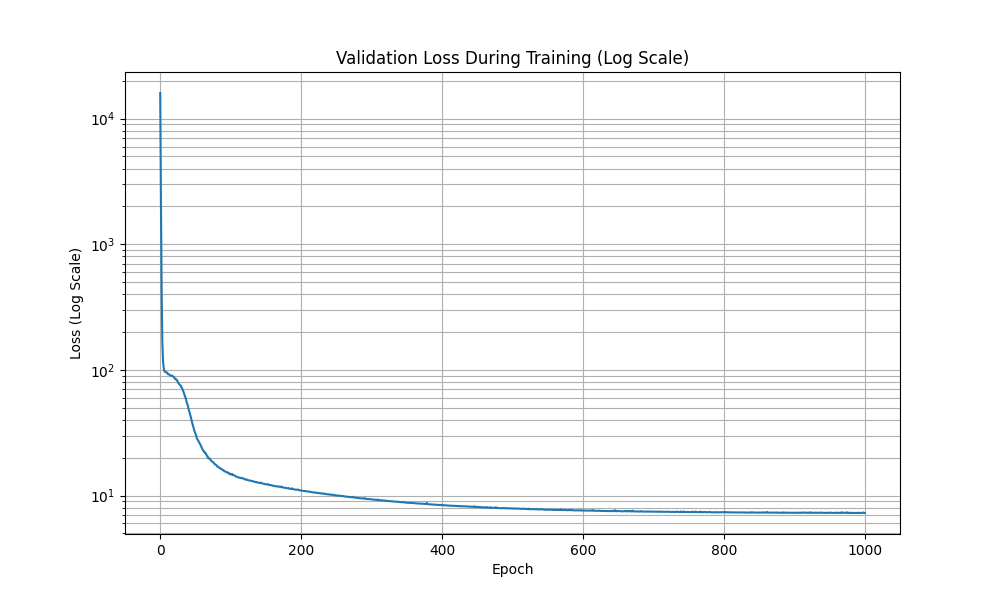 Validation Loss During Training (Log Scale)
Loss (Log Scale)
10⁴
10³
10²
10¹
0 200 400 600 800 1000
Epoch